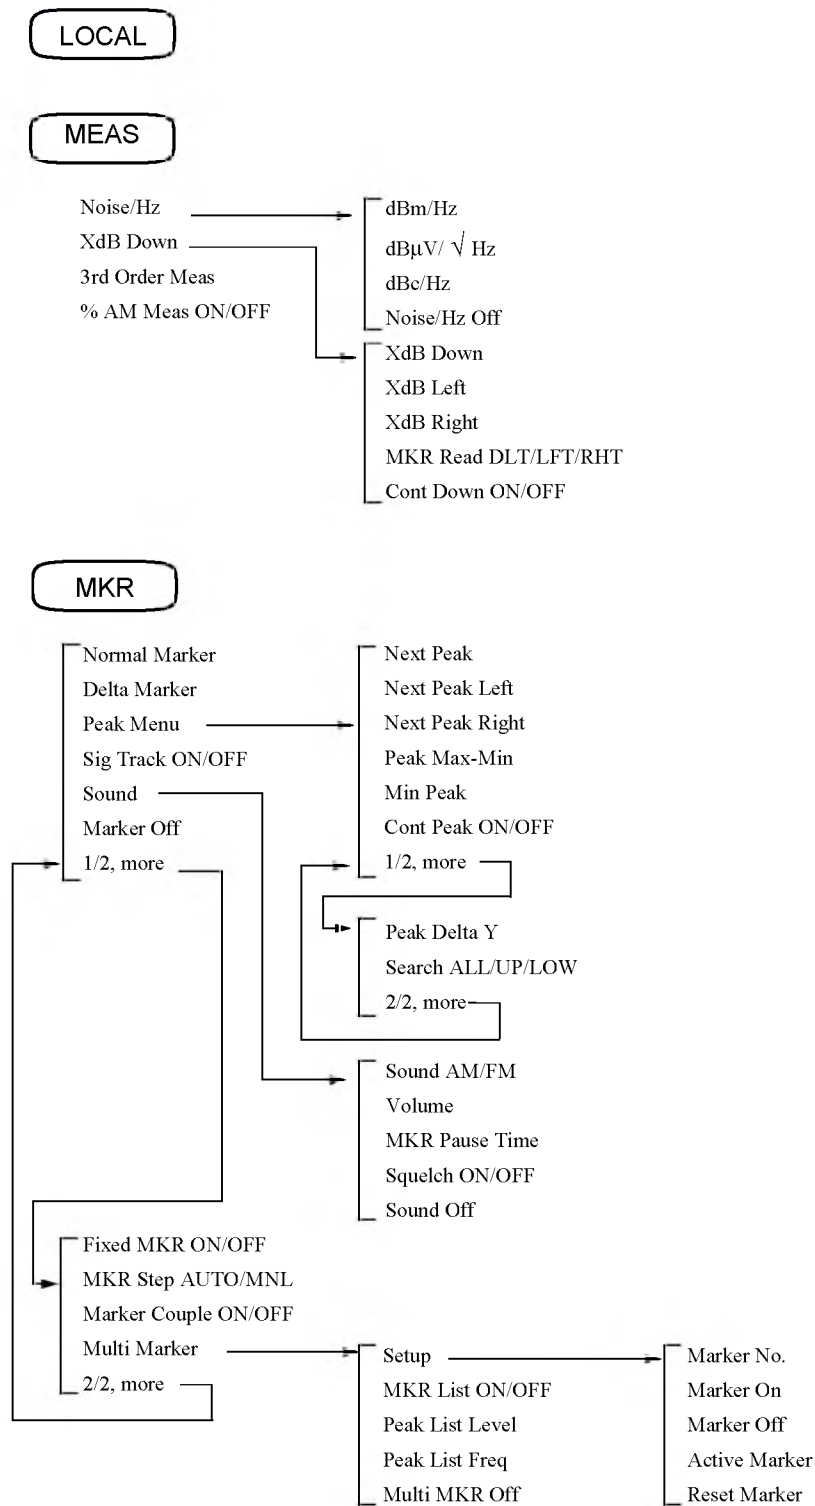 LOCAL
MEAS
Noise/Hz
XdB Down
3rd Order Meas
% AM Meas ON/OFF
dBm/Hz
dBμV/ √ Hz
dBc/Hz
Noise/Hz Off
XdB Down
XdB Left
XdB Right
MKR Read DLT/LFT/RHT
Cont Down ON/OFF
MKR
Normal Marker
Delta Marker
Peak Menu
Sig Track ON/OFF
Sound
Marker Off
1/2, more
Next Peak
Next Peak Left
Next Peak Right
Peak Max-Min
Min Peak
Cont Peak ON/OFF
1/2, more
Peak Delta Y
Search ALL/UP/LOW
2/2, more
Sound AM/FM
Volume
MKR Pause Time
Squelch ON/OFF
Sound Off
Fixed MKR ON/OFF
MKR Step AUTO/MNL
Marker Couple ON/OFF
Multi Marker
2/2, more
Setup
MKR List ON/OFF
Peak List Level
Peak List Freq
Multi MKR Off
Marker No.
Marker On
Marker Off
Active Marker
Reset Marker